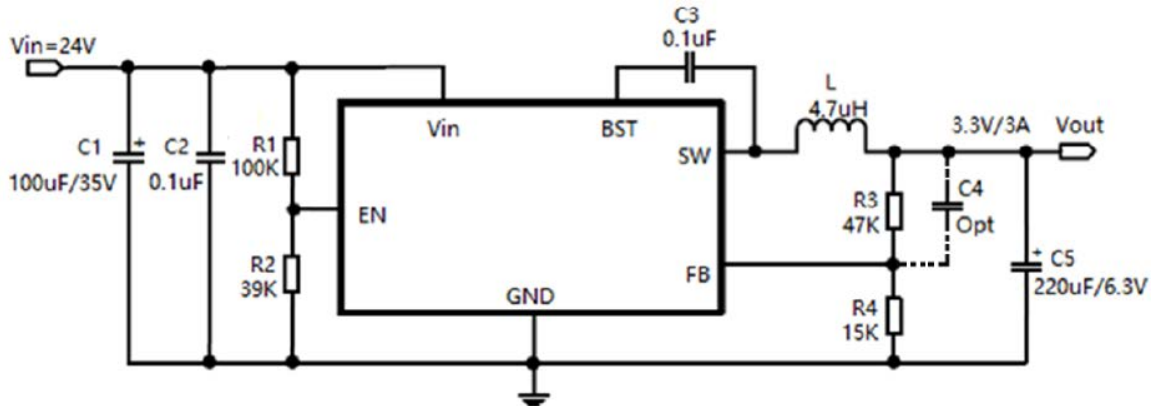 C3
0.1uF
Vin=24V
L
4.7uH
Vin
BST
3.3V/3A
Vout
C1
+
C2
R1
100K
SW
100uF/35V
0.1uF
R3
47K
C4
Opt
EN
R2
39K
FB
+
C5
220uF/6.3V
GND
R4
15K